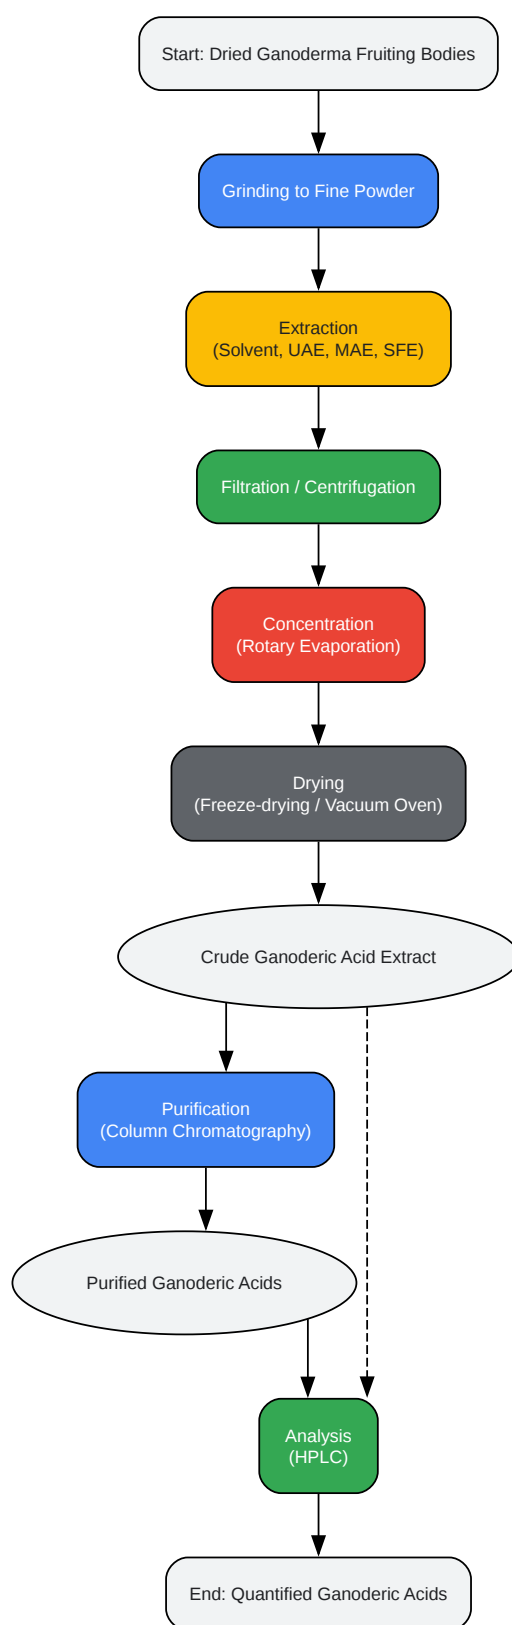 Start: Dried Ganoderma Fruiting Bodies
Grinding to Fine Powder
Extraction
(Solvent, UAE, MAE, SFE)
Filtration / Centrifugation
Concentration
(Rotary Evaporation)
Drying
(Freeze-drying / Vacuum Oven)
Crude Ganoderic Acid Extract
Purification
(Column Chromatography)
Purified Ganoderic Acids
Analysis
(HPLC)
End: Quantified Ganoderic Acids